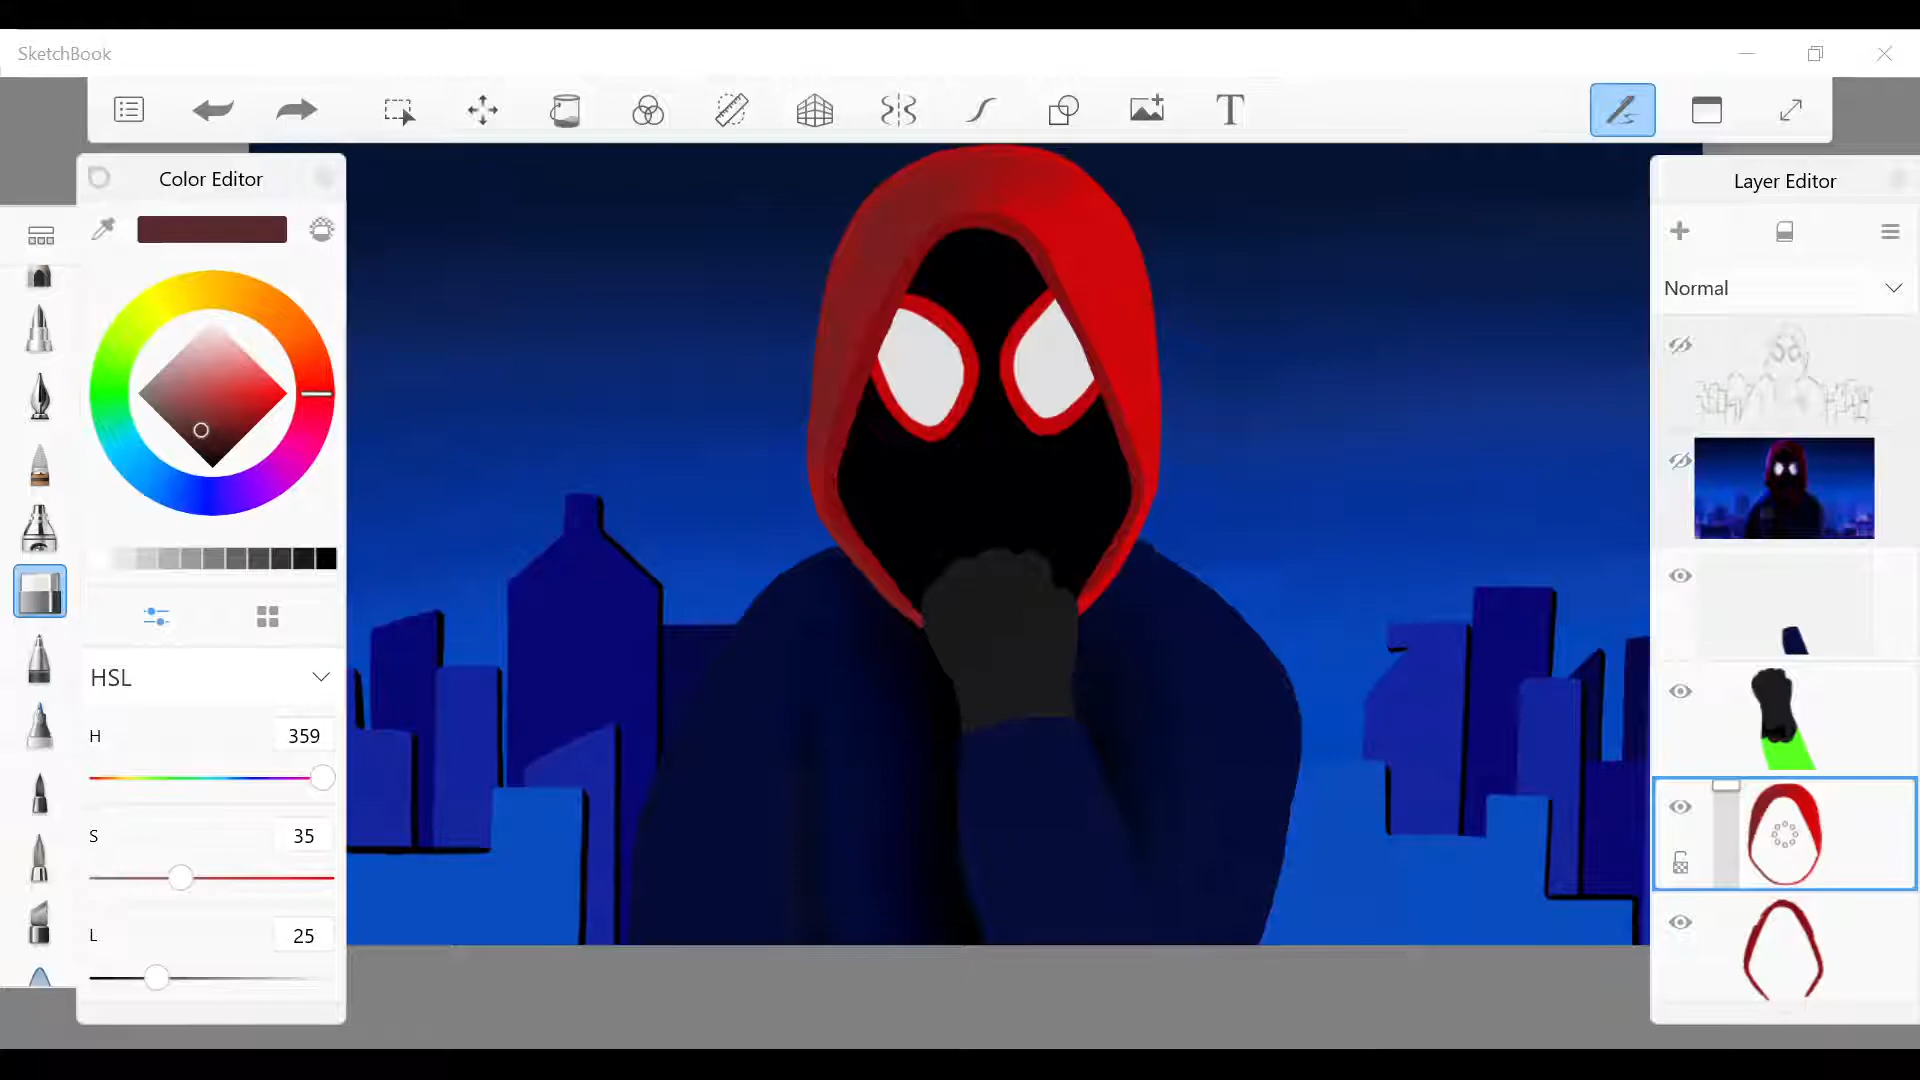 SketchBook
T
Color Editor
Layer Editor
Normal
HSL
H
359
S
35
L
25